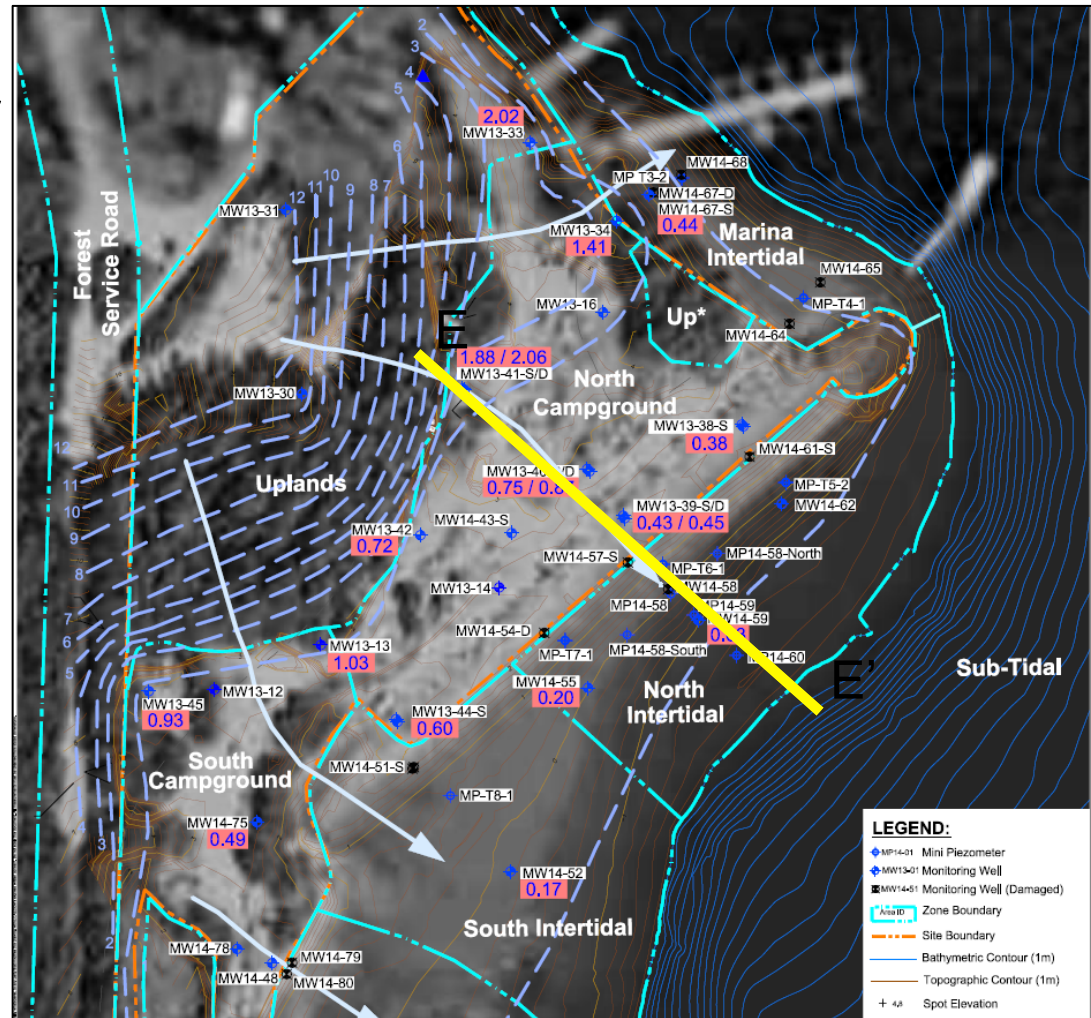 2
3
4
5
6
2.02
MW13-33
MP T3-2
MW14-68
MW14-67-D
MW14-67-S
0.44
12
11
10
9
8
7
MW13-31
MW13-34
1.41
Marina
Intertidal
Forest
Service Road
MW14-65
MP-T4-1
MW13-16
Up*
MW14-64
E
1.88 / 2.06
MW13-41-S/D
North
Campground
MW13-30
MW13-38-S
0.38
12
11
10
9
8
7
6
5
MW14-61-S
Uplands
0.75 /
MP-T5-2
MW14-62
MW13-39-S/D
0.43 / 0.45
MW13-42
0.72
MW14-43-S
MP14-58-North
MW14-57-S
MP-T6-1
MW13-14
MW14-58
MP14-58
MP14-59
MW14-59
MW14-54-D
MP14-58-South
MP-T7-1
MW13-13
1.03
MP14-60
E'
Sub-Tidal
MW13-45
0.93
MW13-12
MW14-55
0.20
North
Intertidal
MW13-44-S
0.60
South
Campground
MW14-51-S
MP-T8-1
MW14-75
0.49
3
MW14-52
0.17
South Intertidal
2
MW14-78
MW14-48
MW14-79
MW14-80
LEGEND:
MP14-01 Mini Piezometer
MW13-01 Monitoring Well
MW14-51 Monitoring Well (Damaged)
Area ID Zone Boundary
Site Boundary
Bathymetric Contour (1m)
Topographic Contour (1m)
+ 4.8 Spot Elevation